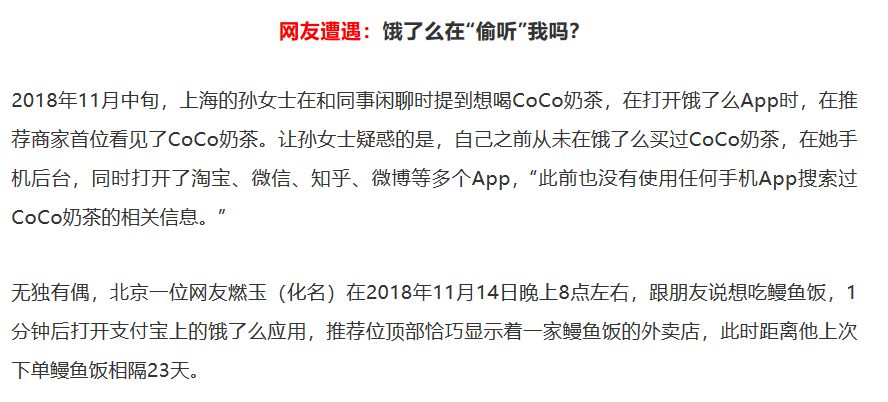 网友遭遇：饿了么在“偷听”我吗？
2018年11月中旬，上海的孙女士在和同事闲聊时提到想喝CoCo奶茶，在打开饿了么App时，在推
荐商家首位看见了CoCo奶茶。让孙女士疑惑的是，自己之前从未在饿了么买过CoCo奶茶，在她手
机后台，同时打开了淘宝、微信、知乎、微博等多个App，“此前也没有使用任何手机App搜索过
CoCo奶茶的相关信息。”
无独有偶，北京一位网友燃玉（化名）在2018年11月14日晚上8点左右，跟朋友说想吃鳗鱼饭，1
分钟后打开支付宝上的饿了么应用，推荐位顶部恰巧显示着一家鳗鱼饭的外卖店，此时距离他上次
下单鳗鱼饭相隔23天。